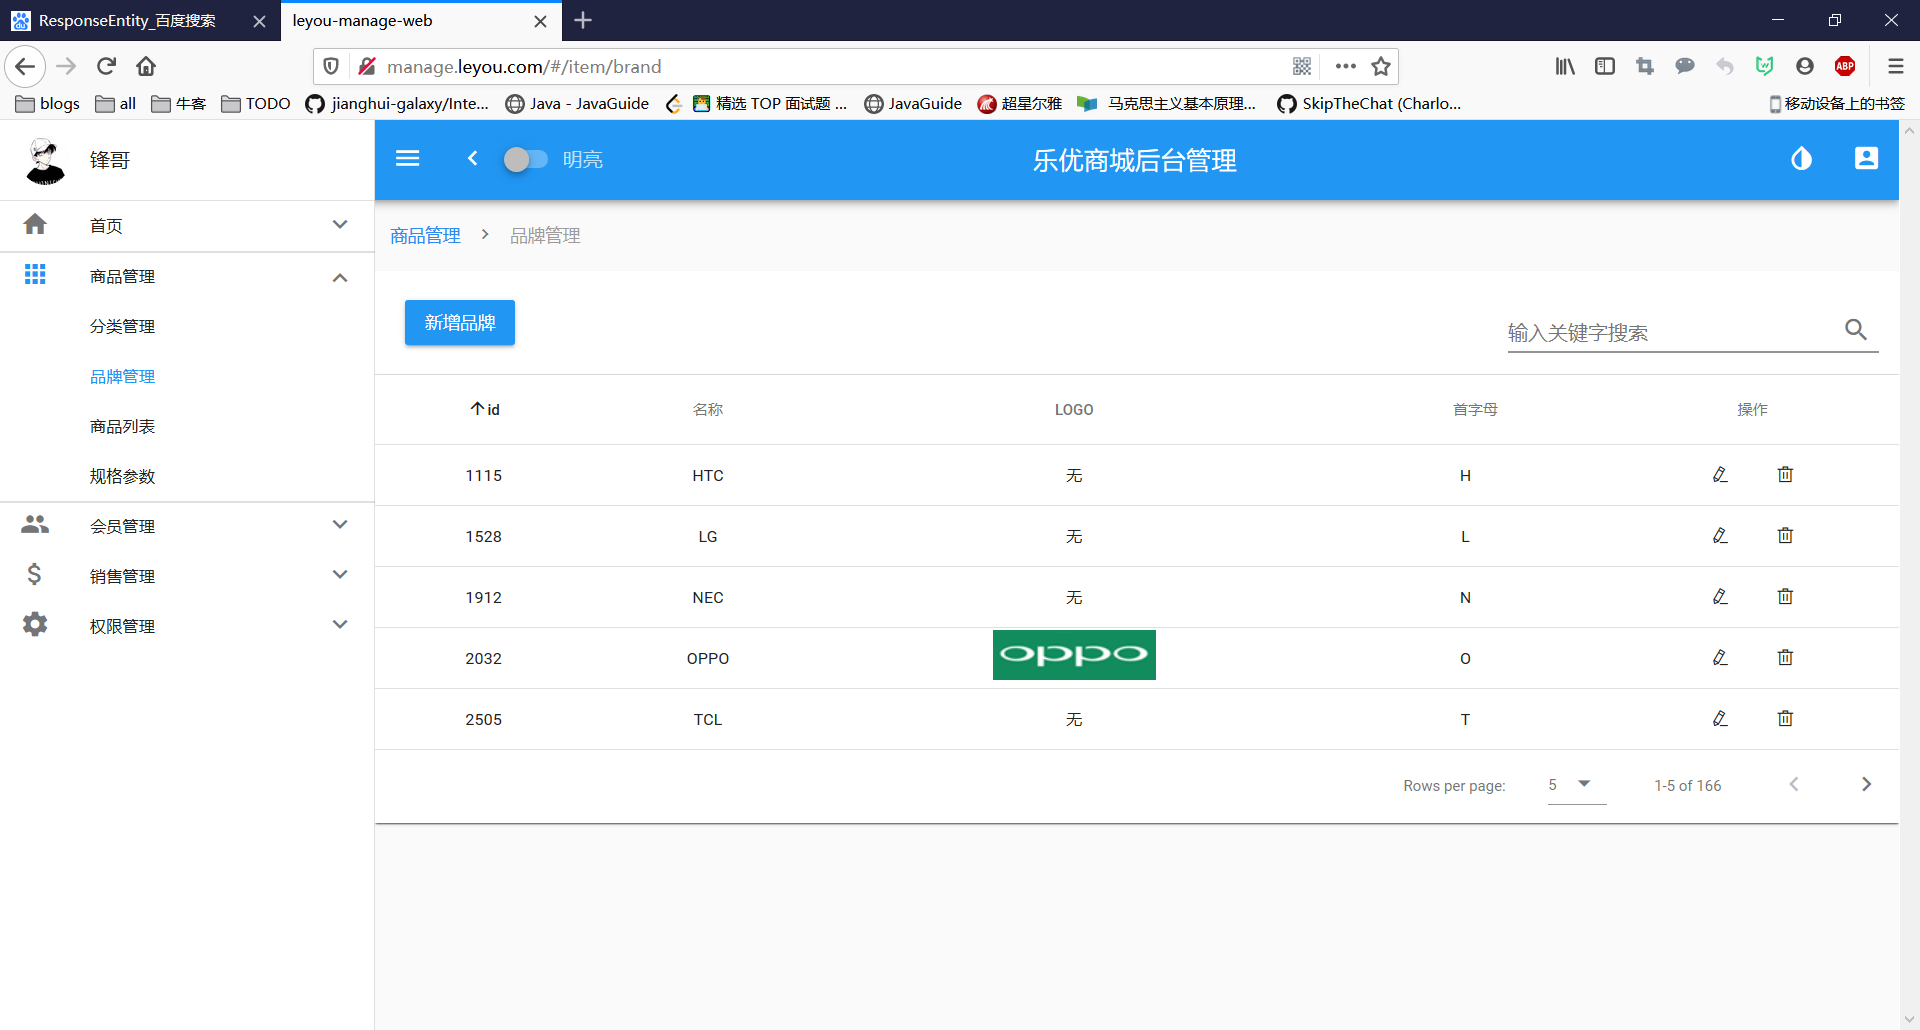 ResponseEntity_百度搜索
leyou-manage-web
manage.leyou.com/#/item/brand
blogs
all
牛客
TODO
jianghui-galaxy/Inte...
Java - JavaGuide
精选 TOP 面试题 ...
JavaGuide
超星尔雅
马克思主义基本原理...
SkipTheChat (Charlo...
移动设备上的书签
ABP
锋哥
明亮
乐优商城后台管理
首页
商品管理
分类管理
品牌管理
商品列表
规格参数
会员管理
销售管理
权限管理
商品管理 > 品牌管理
新增品牌
输入关键字搜索
id 名称 LOGO 首字母 操作
1115 HTC 无 H
1528 LG 无 L
1912 NEC 无 N
2032 OPPO oppo O
2505 TCL 无 T
Rows per page: 5 1-5 of 166